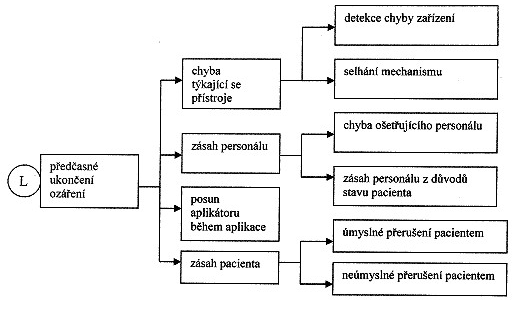 L
předčasné
ukončení
ozáření
chyba
týkající se
přístroje
detekce chyby zařízení
selhání mechanismu
zásah personálu
chyba ošetřujícího personálu
zásah personálu z důvodů
stavu pacienta
posun
aplikátoru
během aplikace
zásah pacienta
úmyslné přerušení pacientem
neúmyslné přerušení pacientem